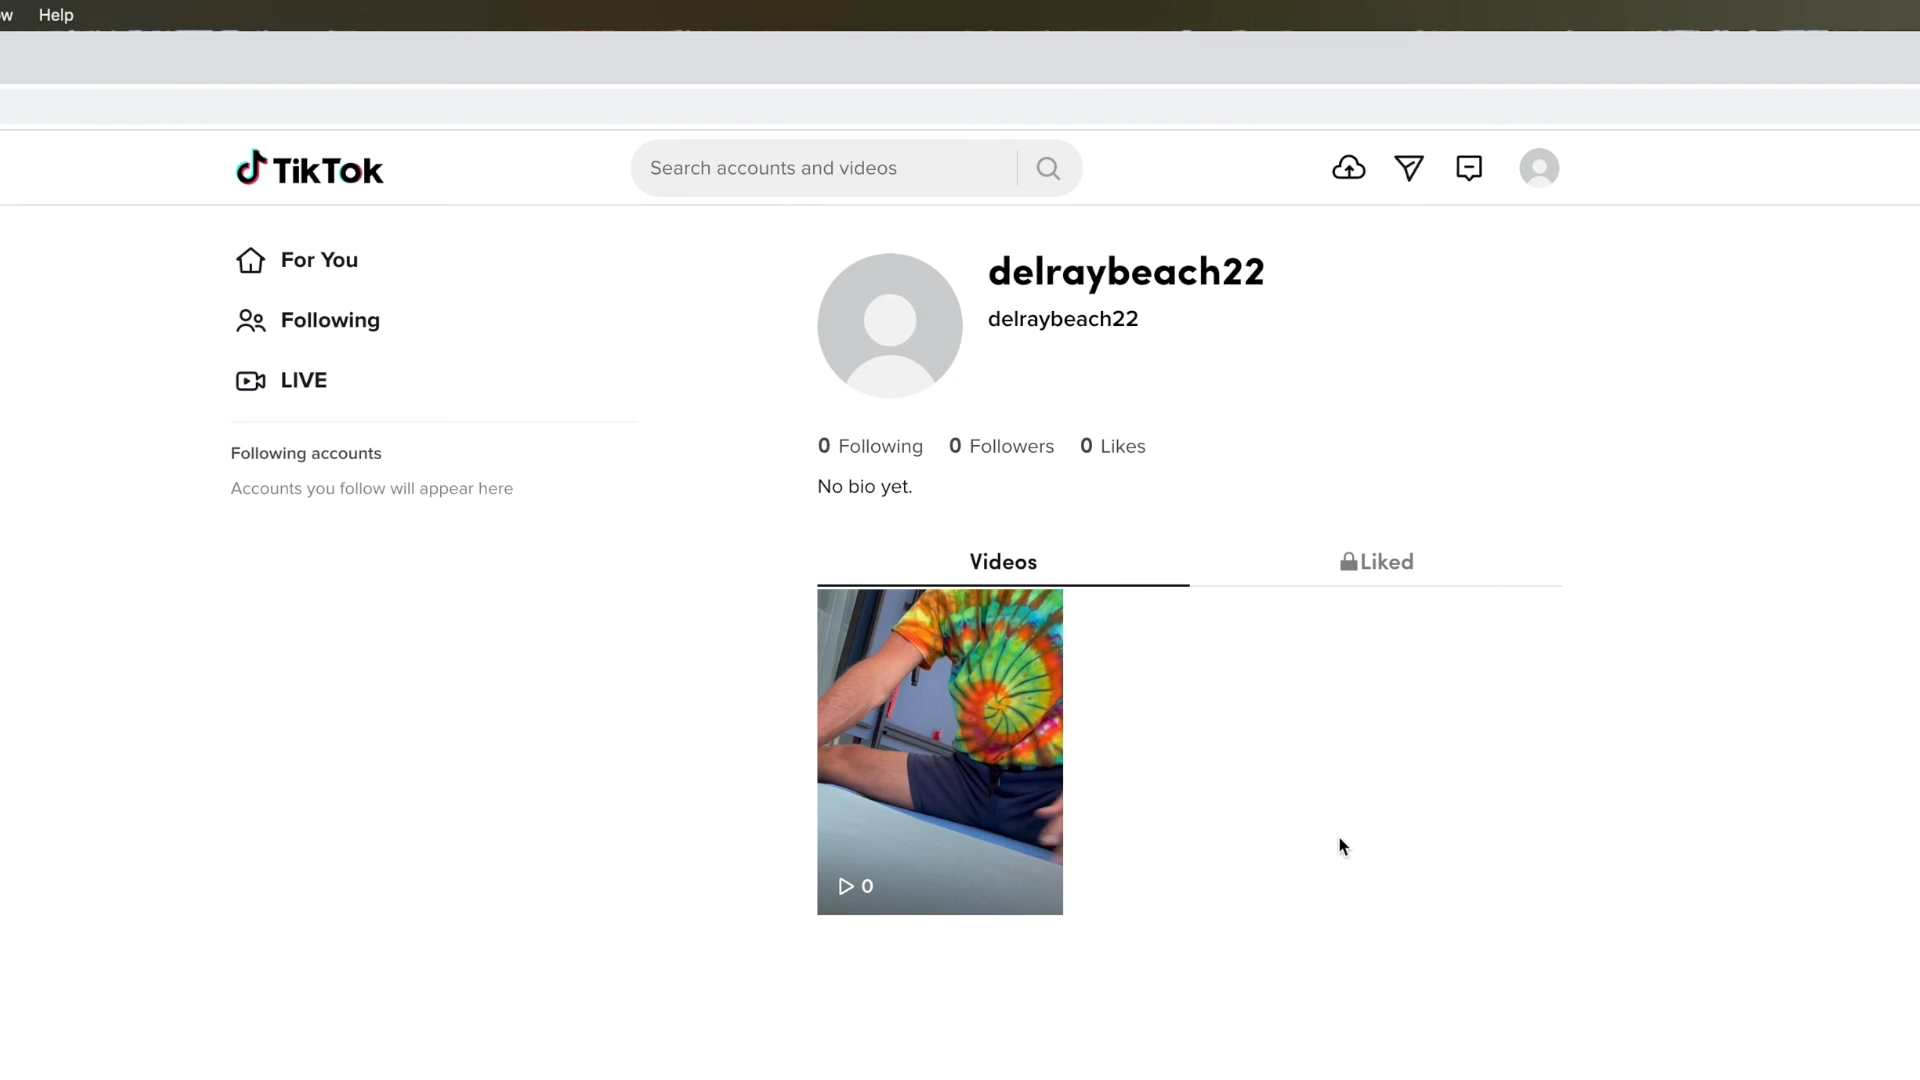 Help
TikTok
Search accounts and videos
For You
Following
LIVE
Following accounts
Accounts you follow will appear here
delraybeach22
delraybeach22
0 Following 0 Followers 0 Likes
No bio yet.
Videos
Liked
0